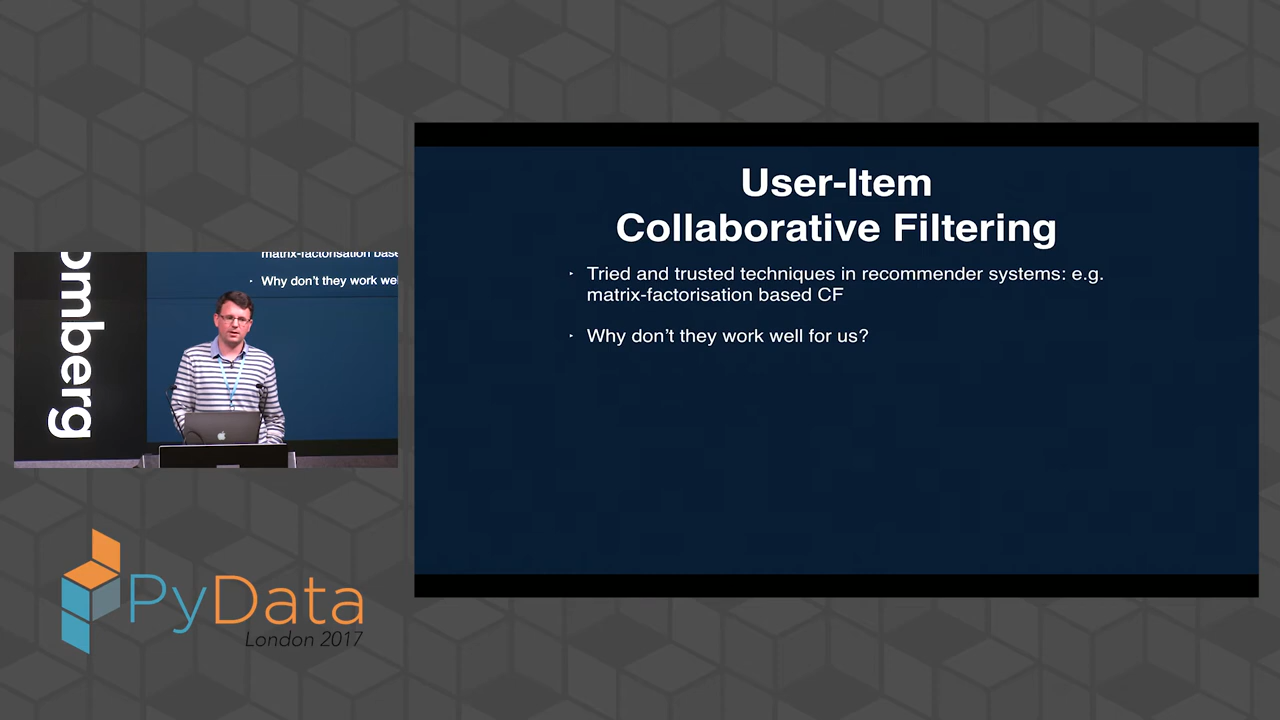 User-Item
Collaborative Filtering
‣ Tried and trusted techniques in recommender systems: e.g.
matrix-factorisation based CF
‣ Why don't they work well for us?
matrix-factorisation base
‣ Why don't they work wel
omberg
PyData
London 2017